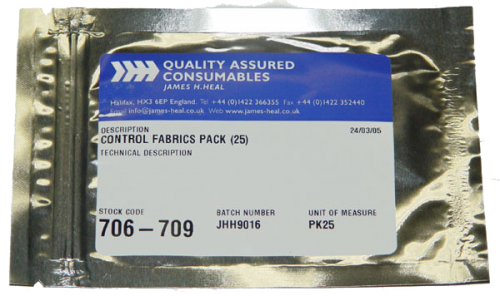 QUALITY ASSURED
CONSUMABLES
JAMES H.HEAL
Halifax, HX3 6EP England. Tel +44 (0)1422 366355 Fax +44 (0)1422 352440
Email info@james-heal.co.uk Web www.james-heal.co.uk
DESCRIPTION
24/03/05
CONTROL FABRICS PACK (25)
TECHNICAL DESCRIPTION
STOCK CODE BATCH NUMBER UNIT OF MEASURE
706-709 JHH9016 PK25